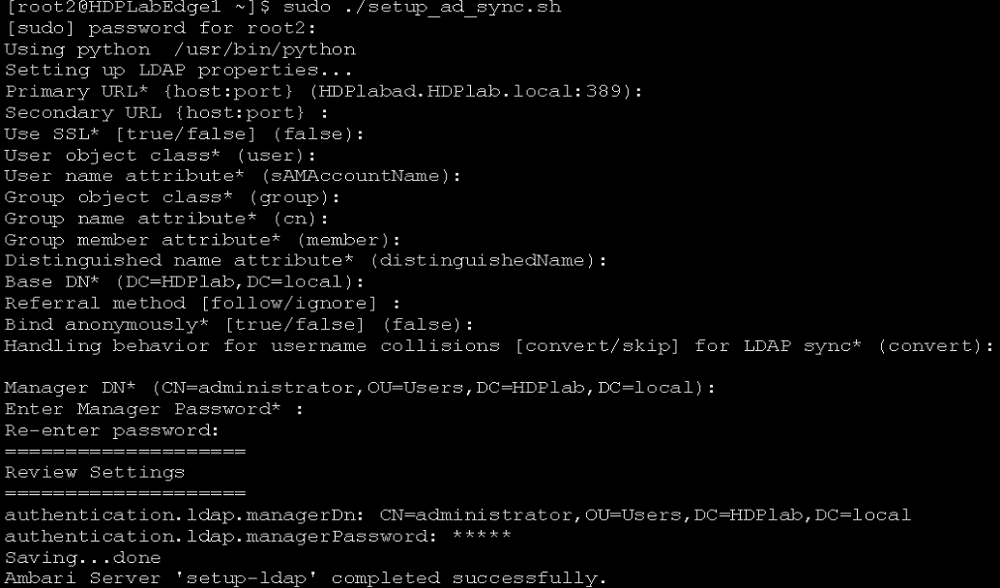 [root2@HDPLabEdge1 ~]$ sudo ./setup_ad_sync.sh
[sudo] password for root2:
Using python  /usr/bin/python
Setting up LDAP properties...
Primary URL* {host:port} (HDPlabad.HDPlab.local:389):
Secondary URL {host:port} :
Use SSL* [true/false] (false):
User object class* (user):
User name attribute* (sAMAccountName):
Group object class* (group):
Group name attribute* (cn):
Group member attribute* (member):
Distinguished name attribute* (distinguishedName):
Base DN* (DC=HDPlab,DC=local):
Referral method [follow/ignore] :
Bind anonymously* [true/false] (false):
Handling behavior for username collisions [convert/skip] for LDAP sync* (convert):
Manager DN* (CN=administrator,OU=Users,DC=HDPlab,DC=local):
Enter Manager Password* :
Re-enter password:
====================
Review Settings
====================
authentication.ldap.managerDn: CN=administrator,OU=Users,DC=HDPlab,DC=local
authentication.ldap.managerPassword: *****
Saving...done
Ambari Server 'setup-ldap' completed successfully.